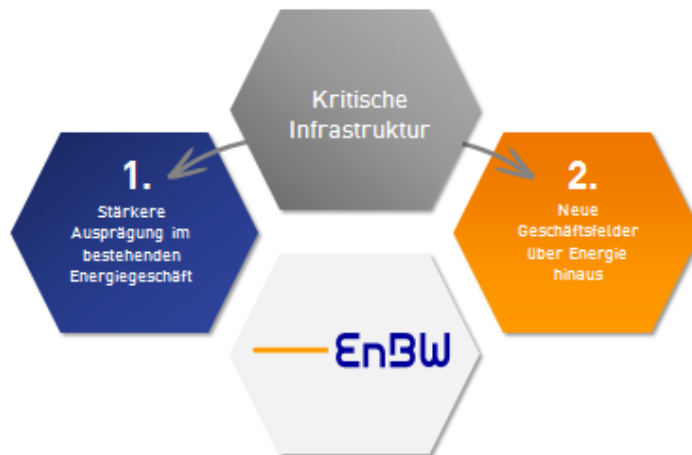 Kritische
Infrastruktur
1.
Stärkere
Ausprägung im
bestehenden
Energiegeschäft
2.
Neue
Geschäftsfelder
über Energie
hinaus
EnBW